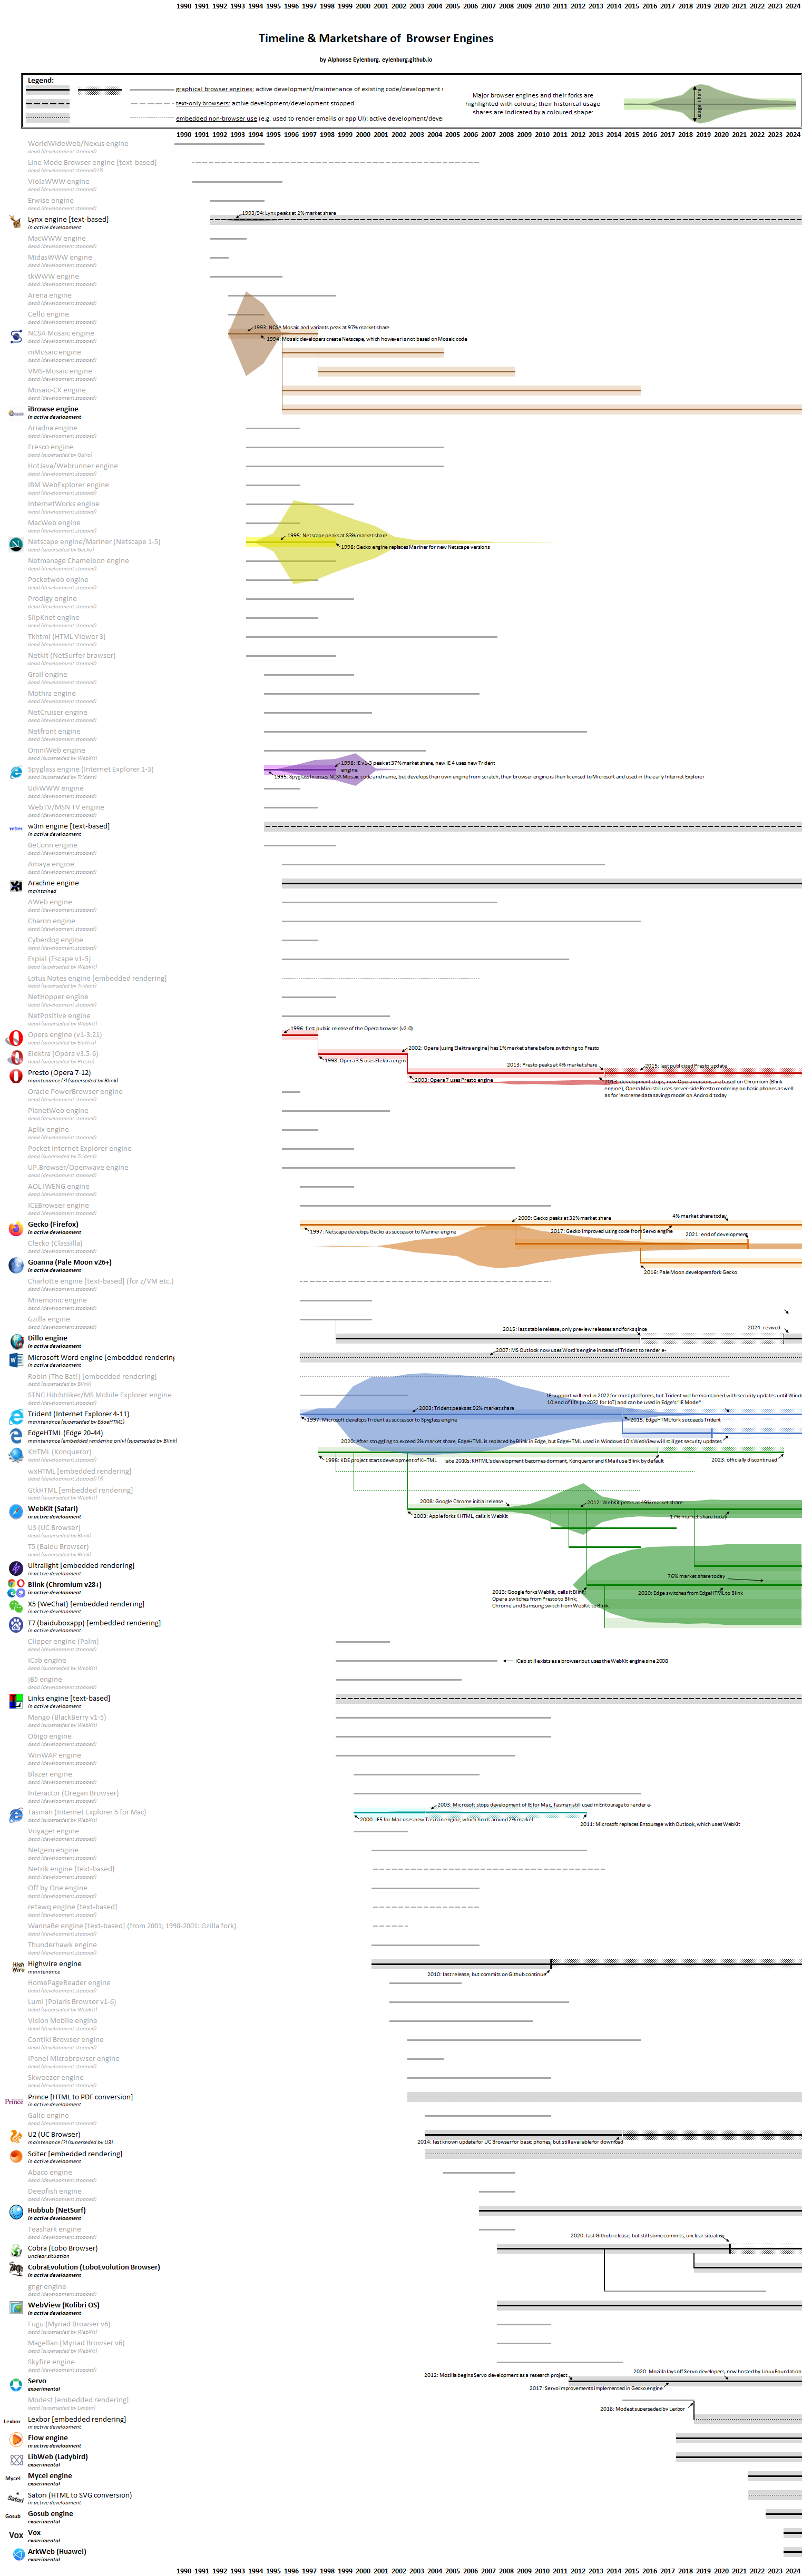 1990 1991 1992 1993 1994 1995 1996 1997 1998 1999 2000 2001 2002 2003 2004 2005 2006 2007 2008 2009 2010 2011 2012 2013 2014 2015 2016 2017 2018 2019 2020 2021 2022 2023 2024
Timeline & Marketshare of Browser Engines
by Alphonse Eylenburg, eylenburg.github.io
Legend:
graphical browser engines: active development/maintenance of existing code/development s
text-only browsers: active development/development stopped
embedded non-browser use (e.g. used to render emails or app UI): active development/deve
Major browser engines and their forks are
highlighted with colours; their historical usage
shares are indicated by a coloured shape:
usage share
1990 1991 1992 1993 1994 1995 1996 1997 1998 1999 2000 2001 2002 2003 2004 2005 2006 2007 2008 2009 2010 2011 2012 2013 2014 2015 2016 2017 2018 2019 2020 2021 2022 2023 2024
WorldWideWeb/Nexus engine
dead (development stopped)
Line Mode Browser engine [text-based]
dead (development stopped) (?)
ViolaWWW engine
dead (development stopped)
Erwise engine
dead (development stopped)
Lynx engine [text-based]
in active development
1993/94: Lynx peaks at 2% market share
MacWWW engine
dead (development stopped)
MidasWWW engine
dead (development stopped)
tkWWW engine
dead (development stopped)
Arena engine
dead (development stopped)
Cello engine
dead (development stopped)
NCSA Mosaic engine
dead (development stopped)
1993: NCSA Mosaic and variants peak at 97% market share
1994: Mosaic developers create Netscape, which however is not based on Mosaic code
mMosaic engine
dead (development stopped)
VMS-Mosaic engine
dead (development stopped)
Mosaic-CK engine
dead (development stopped)
iBrowse engine
in active development
Ariadna engine
dead (development stopped)
Fresco engine
dead (superseded by Galio)
HotJava/Webrunner engine
dead (development stopped)
IBM WebExplorer engine
dead (development stopped)
InternetWorks engine
dead (development stopped)
MacWeb engine
dead (development stopped)
Netscape engine/Mariner (Netscape 1-5)
dead (superseded by Gecko)
1995: Netscape peaks at 83% market share
1998: Gecko engine replaces Mariner for new Netscape versions
Netmanage Chameleon engine
dead (development stopped)
Pocketweb engine
dead (development stopped)
Prodigy engine
dead (development stopped)
SlipKnot engine
dead (development stopped)
Tkhtml (HTML Viewer 3)
dead (development stopped)
Netkit (NetSurfer browser)
dead (development stopped)
Grail engine
dead (development stopped)
Mothra engine
dead (development stopped)
NetCruiser engine
dead (development stopped)
Netfront engine
dead (development stopped)
OmniWeb engine
dead (superseded by WebKit)
Spyglass engine (Internet Explorer 1-3)
dead (superseded by Trident)
1998: IE v1-3 peak at 37% market share, new IE 4 uses new Trident
engine
1995: Spyglass licenses NCSA Mosaic code and name, but develops their own engine from scratch; their browser engine is then licensed to Microsoft and used in the early Internet Explorer
UdiWWW engine
dead (development stopped)
WebTV/MSN TV engine
dead (development stopped)
w3m engine [text-based]
in active development
BeConn engine
dead (development stopped)
Amaya engine
dead (development stopped)
Arachne engine
maintained
AWeb engine
dead (development stopped)
Charon engine
dead (development stopped)
Cyberdog engine
dead (development stopped)
Espial (Escape v1-5)
dead (superseded by WebKit)
Lotus Notes engine [embedded rendering]
dead (superseded by Trident)
NetHopper engine
dead (development stopped)
NetPositive engine
dead (superseded by WebKit)
Opera engine (v1-3.21)
dead (superseded by Elektra)
1996: first public release of the Opera browser (v2.0)
Elektra (Opera v3.5-6)
dead (superseded by Presto)
1998: Opera 3.5 uses Elektra engine
2002: Opera (using Elektra engine) has 1% market share before switching to Presto
Presto (Opera 7-12)
maintenance (?) (superseded by Blink)
2003: Opera 7 uses Presto engine
2013: Presto peaks at 4% market share
2015: last publicized Presto update
2013: development stops, new Opera versions are based on Chromium (Blink
engine), Opera Mini still uses server-side Presto rendering on basic phones as well
as for 'extreme data savings mode' on Android today
Oracle PowerBrowser engine
dead (development stopped)
PlanetWeb engine
dead (development stopped)
Aplix engine
dead (development stopped)
Pocket Internet Explorer engine
dead (superseded by Trident)
UP.Browser/Openwave engine
dead (development stopped)
AOL IWENG engine
dead (development stopped)
ICEBrowser engine
dead (development stopped)
Gecko (Firefox)
in active development
1997: Netscape develops Gecko as successor to Mariner engine
2009: Gecko peaks at 32% market share
2017: Gecko improved using code from Servo engine
4% market share today
Clecko (Classilla)
dead (development stopped)
2021: end of development
Goanna (Pale Moon v26+)
in active development
2016: Pale Moon developers fork Gecko
Charlotte engine [text-based] (for z/VM etc.)
dead (development stopped)
Mnemonic engine
dead (development stopped)
Gzilla engine
dead (development stopped)
Dillo engine
in active development
2015: last stable release, only preview releases and forks since
2024: revived
Microsoft Word engine [embedded rendering
in active development
2007: MS Outlook now uses Word's engine instead of Trident to render e-
Robin (The Bat!) [embedded rendering]
dead (superseded by Blink)
STNC HitchHiker/MS Mobile Explorer engine
dead (development stopped)
IE support will end in 2022 for most platforms, but Trident will be maintained with security updates until Windo
10 end of life (in 2032 for IoT) and can be used in Edge's "IE Mode"
Trident (Internet Explorer 4-11)
maintenance (superseded by EdgeHTML)
1997: Microsoft develops Trident as successor to Spyglass engine
2003: Trident peaks at 92% market share
2015: EdgeHTML fork succeeds Trident
EdgeHTML (Edge 20-44)
maintenance (embedded rendering only) (superseded by Blink)
2020: After struggling to exceed 2% market share, EdgeHTML is replaced by Blink in Edge, but EdgeHTML used in Windows 10's WebView will still get security updates
KHTML (Konqueror)
dead (development stopped)
1998: KDE project starts development of KHTML
late 2010s: KHTML's development becomes dormant, Konqueror and KMail use Blink by default
2023: officially discontinued
wxHTML [embedded rendering]
dead (development stopped) (?)
GtkHTML [embedded rendering]
dead (superseded by WebKit)
WebKit (Safari)
in active development
2003: Apple forks KHTML, calls it WebKit
2008: Google Chrome initial release
2012: WebKit peaks at 49% market share
17% market share today
U3 (UC Browser)
dead (superseded by Blink)
T5 (Baidu Browser)
dead (superseded by Blink)
Ultralight [embedded rendering]
in active development
Blink (Chromium v28+)
in active development
76% market share today
2013: Google forks WebKit, calls it Blink;
Opera switches from Presto to Blink;
Chrome and Samsung switch from WebKit to Blink
2020: Edge switches from EdgeHTML to Blink
X5 (WeChat) [embedded rendering]
in active development
T7 (baiduboxapp) [embedded rendering]
in active development
Clipper engine (Palm)
dead (development stopped)
iCab engine
dead (superseded by WebKit)
iCab still exists as a browser but uses the WebKit engine sine 2008
jB5 engine
dead (development stopped)
Links engine [text-based]
in active development
Mango (BlackBerry v1-5)
dead (superseded by WebKit)
Obigo engine
dead (development stopped)
WinWAP engine
dead (development stopped)
Blazer engine
dead (development stopped)
Interactor (Oregan Browser)
dead (development stopped)
Tasman (Internet Explorer 5 for Mac)
dead (superseded by WebKit)
2003: Microsoft stops development of IE for Mac, Tasman still used in Entourage to render e-
2000: IE5 for Mac uses new Tasman engine, which holds around 2% market
2011: Microsoft replaces Entourage with Outlook, which uses WebKit
Voyager engine
dead (development stopped)
Netgem engine
dead (development stopped)
Netrik engine [text-based]
dead (development stopped)
Off by One engine
dead (development stopped)
retawq engine [text-based]
dead (development stopped)
WannaBe engine [text-based] (from 2001; 1998-2001: Gzilla fork)
dead (development stopped)
Thunderhawk engine
dead (development stopped)
Highwire engine
maintenance
2010: last release, but commits on Github continue
HomePageReader engine
dead (development stopped)
Lumi (Polaris Browser v1-6)
dead (superseded by WebKit)
Vision Mobile engine
dead (development stopped)
Contiki Browser engine
dead (development stopped)
iPanel Microbrowser engine
dead (development stopped)
Skweezer engine
dead (development stopped)
Prince [HTML to PDF conversion]
in active development
Galio engine
dead (development stopped)
U2 (UC Browser)
maintenance (?) (superseded by U3)
2014: last known update for UC Browser for basic phones, but still available for download
Sciter [embedded rendering]
in active development
Abaco engine
dead (development stopped)
Deepfish engine
dead (development stopped)
Hubbub (NetSurf)
in active development
Teashark engine
dead (development stopped)
Cobra (Lobo Browser)
unclear situation
2020: last Github release, but still some commits, unclear situation
CobraEvolution (LoboEvolution Browser)
in active development
gngr engine
dead (development stopped)
WebView (Kolibri OS)
in active development
Fugu (Myriad Browser v6)
dead (superseded by WebKit)
Magellan (Myriad Browser v6)
dead (superseded by WebKit)
Skyfire engine
dead (development stopped)
Servo
experimental
2012: Mozilla begins Servo development as a research project
2017: Servo improvements implemented in Gecko engine
2020: Mozilla lays off Servo developers, now hosted by Linux Foundation
Modest [embedded rendering]
dead (superseded by Lexbor)
2018: Modest superseded by Lexbor
Lexbor [embedded rendering]
in active development
Flow engine
in active development
LibWeb (Ladybird)
experimental
Mycel engine
experimental
Satori (HTML to SVG conversion)
in active development
Gosub engine
experimental
Vox
experimental
ArkWeb (Huawei)
experimental
1990 1991 1992 1993 1994 1995 1996 1997 1998 1999 2000 2001 2002 2003 2004 2005 2006 2007 2008 2009 2010 2011 2012 2013 2014 2015 2016 2017 2018 2019 2020 2021 2022 2023 2024